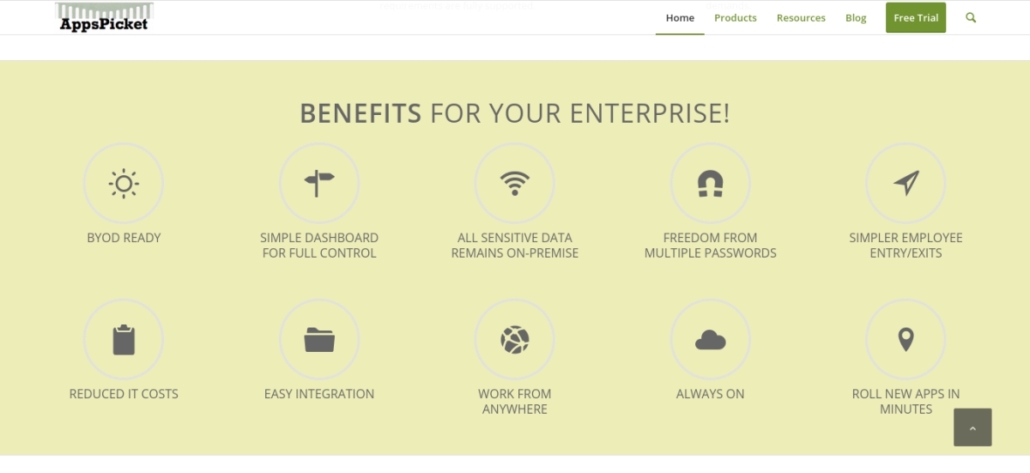 AppsPicket
Home Products Resources Blog Free Trial
BENEFITS FOR YOUR ENTERPRISE!
BYOD READY
SIMPLE DASHBOARD
FOR FULL CONTROL
ALL SENSITIVE DATA
REMAINS ON-PREMISE
FREEDOM FROM
MULTIPLE PASSWORDS
SIMPLER EMPLOYEE
ENTRY/EXITS
REDUCED IT COSTS
EASY INTEGRATION
WORK FROM
ANYWHERE
ALWAYS ON
ROLL NEW APPS IN
MINUTES